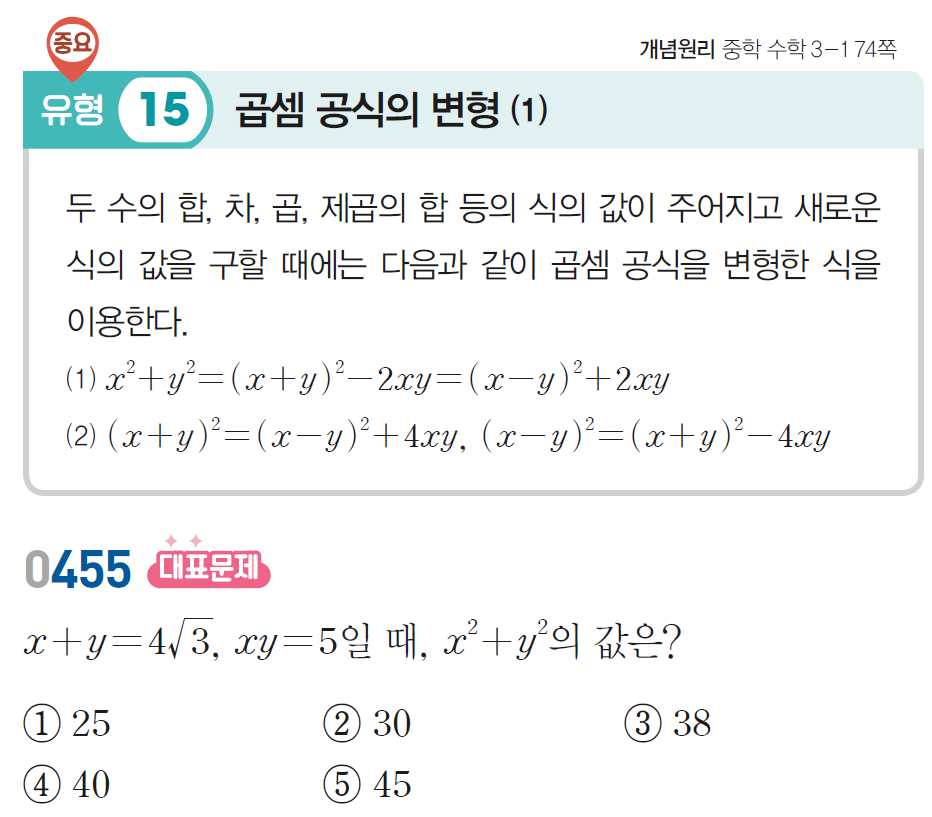 중요
개념원리 중학 수학 3-1 74쪽
유형 15 곱셈 공식의 변형 (1)
두 수의 합, 차, 곱, 제곱의 합 등의 식의 값이 주어지고 새로운
식의 값을 구할 때에는 다음과 같이 곱셈 공식을 변형한 식을
이용한다.
(1) x²+y²=(x+y)²-2xy=(x-y)²+2xy
(2) (x+y)²=(x-y)²+4xy, (x-y)²=(x+y)²-4xy
0455 대표문제
x+y=4√3, xy=5일 때, x²+y²의 값은?
① 25 ② 30 ③ 38
④ 40 ⑤ 45